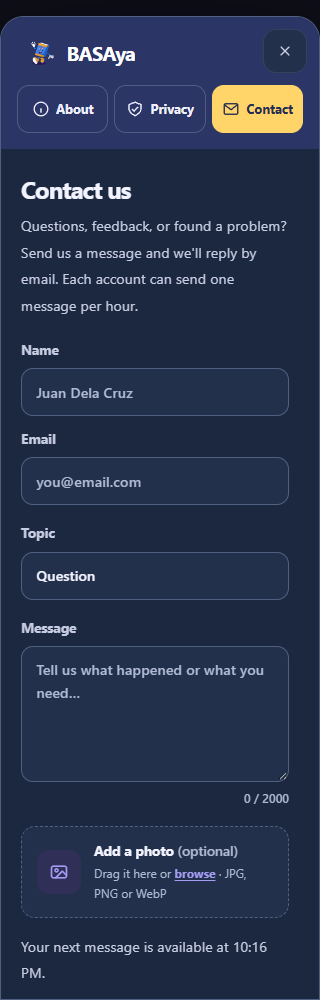 BASAya
About
Privacy
Contact
Contact us
Questions, feedback, or found a problem?
Send us a message and we'll reply by
email. Each account can send one
message per hour.
Name
Juan Dela Cruz
Email
you@email.com
Topic
Question
Message
Tell us what happened or what you
need...
0 / 2000
Add a photo (optional)
Drag it here or browse · JPG,
PNG or WebP
Your next message is available at 10:16
PM.